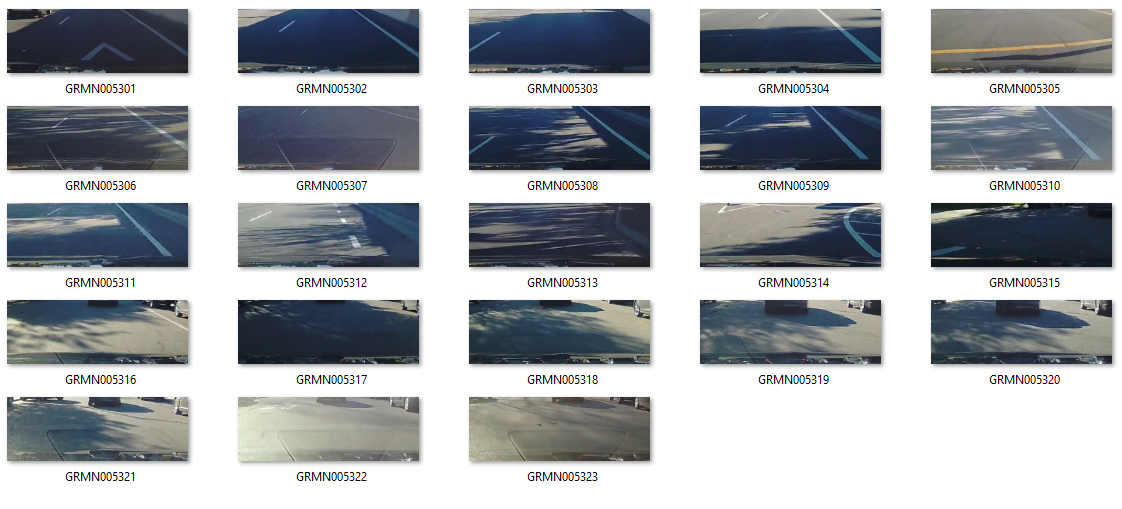 GRMN005301 GRMN005302 GRMN005303 GRMN005304 GRMN005305
GRMN005306 GRMN005307 GRMN005308 GRMN005309 GRMN005310
GRMN005311 GRMN005312 GRMN005313 GRMN005314 GRMN005315
GRMN005316 GRMN005317 GRMN005318 GRMN005319 GRMN005320
GRMN005321 GRMN005322 GRMN005323